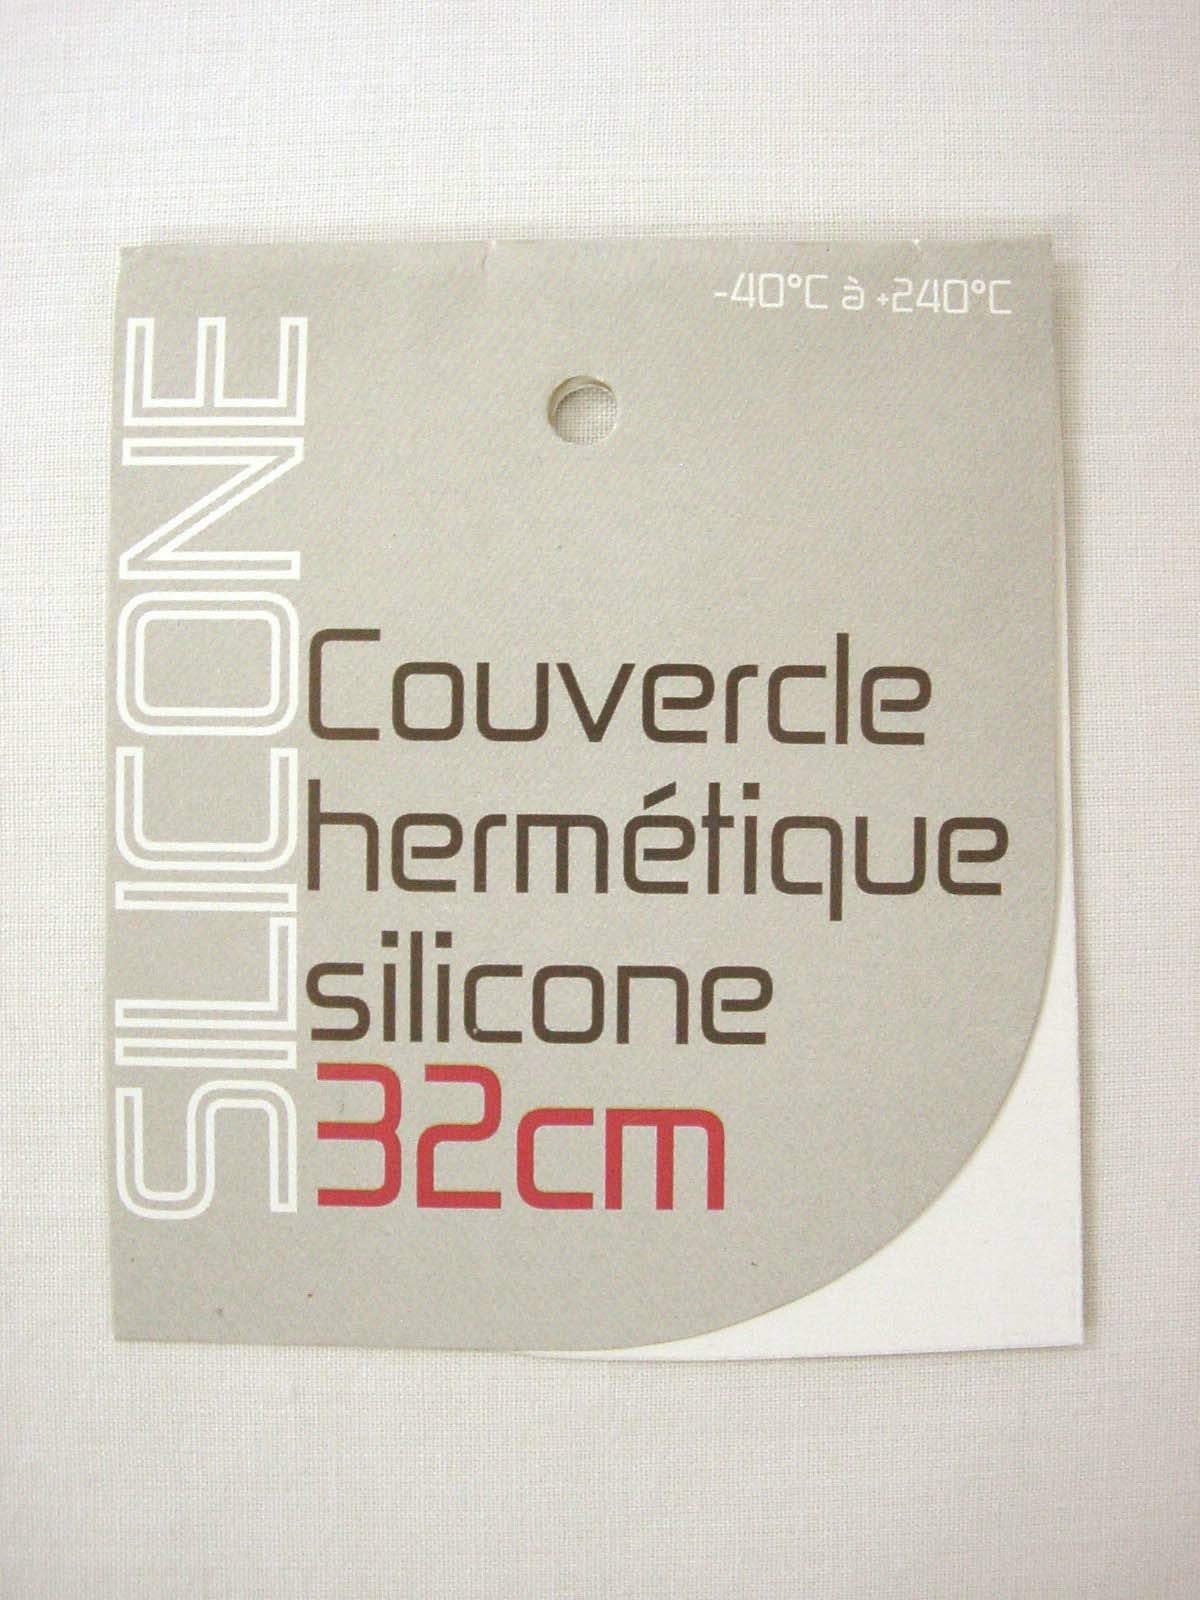 -40°C à +240°C
SILICONE
Couvercle
hermétique
silicone
32cm